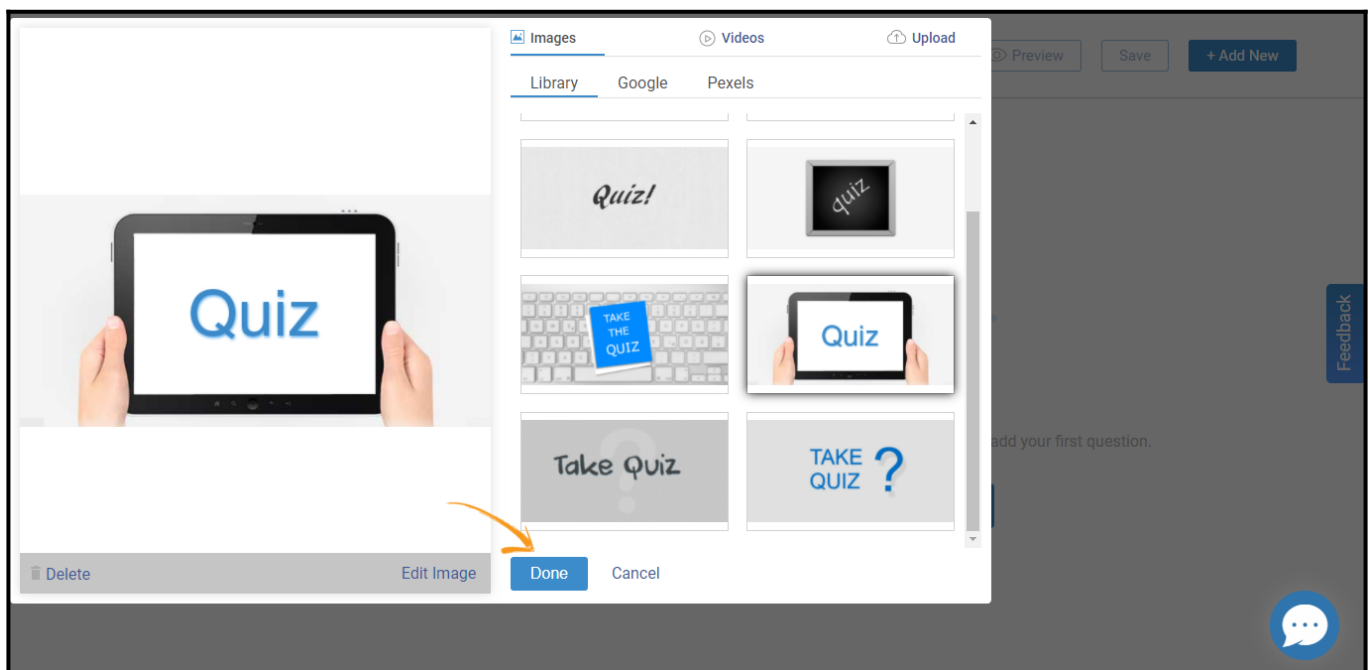 Images
Videos
Upload
Preview
Save
+ Add New
Library
Google
Pexels
Quiz!
quiz
Quiz
TAKE
THE
QUIZ
Quiz
Feedback
add your first question.
Take Quiz
TAKE
QUIZ ?
Delete
Edit Image
Done
Cancel